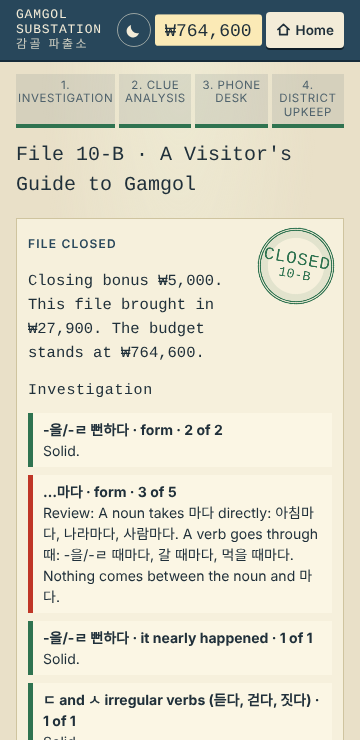 GAMGOL
SUBSTATION
감골 파출소
₩764,600
Home
1.
INVESTIGATION
2. CLUE
ANALYSIS
3. PHONE
DESK
4.
DISTRICT
UPKEEP
File 10-B · A Visitor's
Guide to Gamgol
FILE CLOSED
CLOSED
10-B
Closing bonus ₩5,000.
This file brought in
₩27,900. The budget
stands at ₩764,600.
Investigation
-을/-ㄹ 뻔하다 · form · 2 of 2
Solid.
…마다 · form · 3 of 5
Review: A noun takes 마다 directly: 아침마
다, 나라마다, 사람마다. A verb goes through
때: -을/-ㄹ 때마다, 갈 때마다, 먹을 때마다.
Nothing comes between the noun and 마
다.
-을/-ㄹ 뻔하다 · it nearly happened · 1 of 1
Solid.
ㄷ and ㅅ irregular verbs (듣다, 걷다, 짓다) ·
1 of 1
Solid.